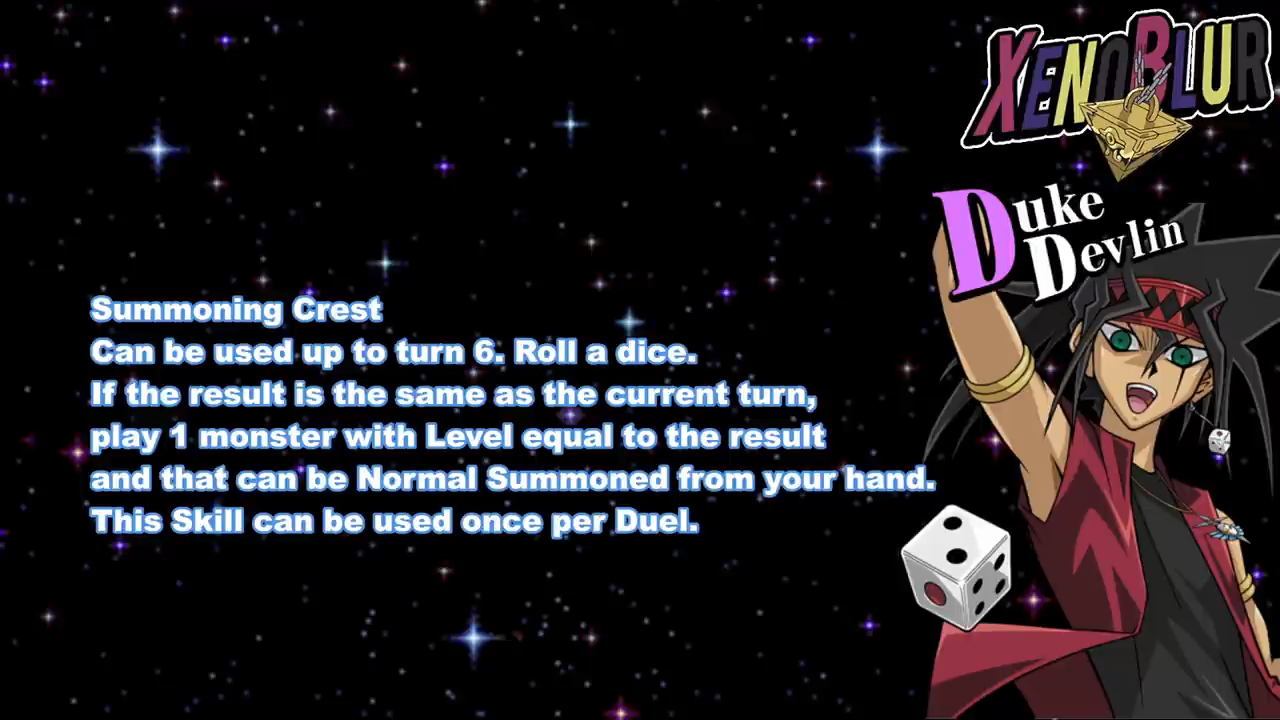 XENOBLUR
Duke
Devlin
Summoning Crest
Can be used up to turn 6. Roll a dice.
If the result is the same as the current turn,
play 1 monster with Level equal to the result
and that can be Normal Summoned from your hand.
This Skill can be used once per Duel.